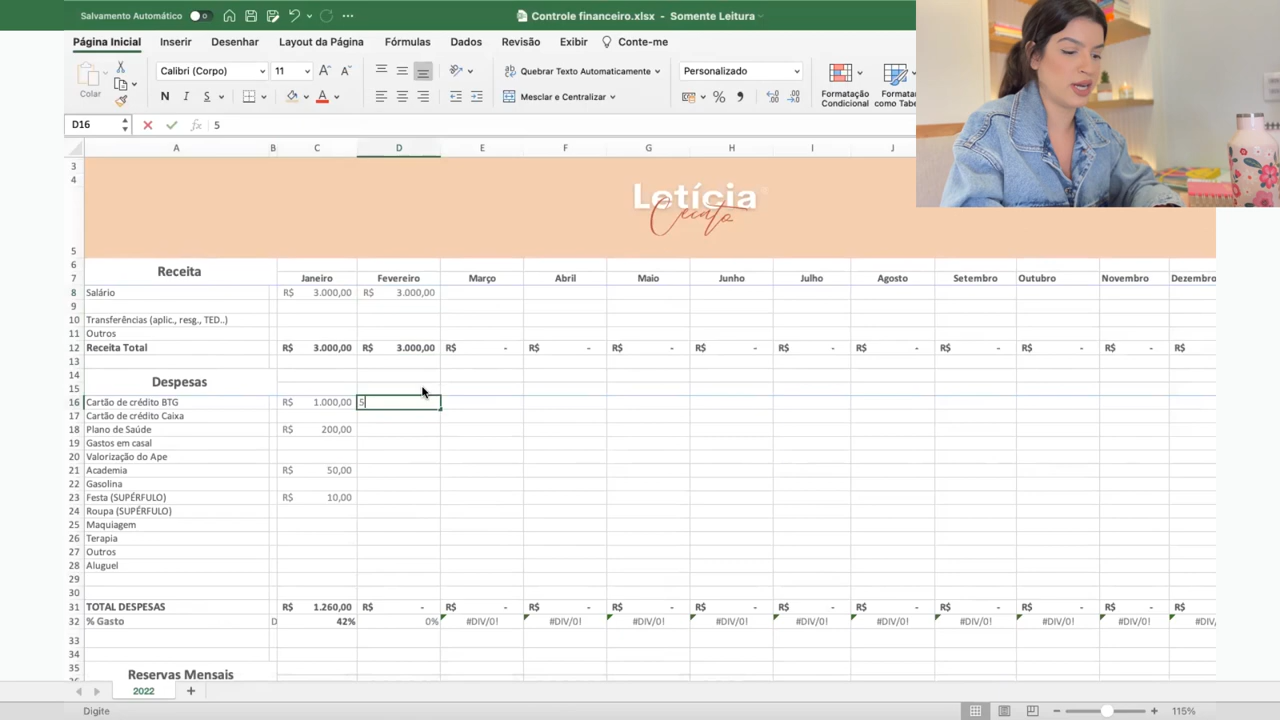 Salvamento Automático
Controle financeiro.xlsx - Somente Leitura
Página Inicial Inserir Desenhar Layout da Página Fórmulas Dados Revisão Exibir Conte-me
Colar Calibri (Corpo) 11 Quebrar Texto Automaticamente Personalizado
N I S A Mesclar e Centralizar % Formatação Condicional Formatar como Tabe
D16 fx 5
A B C D E F G H I J
3
4
Letícia
5
6
Receita
7 Janeiro Fevereiro Março Abril Maio Junho Julho Agosto Setembro Outubro Novembro Dezembro
8 Salário R$ 3.000,00 R$ 3.000,00
9
10 Transferências (aplic., resg., TED..)
11 Outros
12 Receita Total R$ 3.000,00 R$ 3.000,00 R$ - R$ - R$ - R$ - R$ - R$ - R$ - R$ - R$ - R$
13
14
Despesas
15
16 Cartão de crédito BTG R$ 1.000,00 5
17 Cartão de crédito Caixa
18 Plano de Saúde R$ 200,00
19 Gastos em casal
20 Valorização do Ape
21 Academia R$ 50,00
22 Gasolina
23 Festa (SUPÉRFULO) R$ 10,00
24 Roupa (SUPÉRFULO)
25 Maquiagem
26 Terapia
27 Outros
28 Aluguel
29
30
31 TOTAL DESPESAS R$ 1.260,00 R$ - R$ - R$ - R$ - R$ - R$ - R$ - R$ - R$ - R$ - R$
32 % Gasto D 42% 0% #DIV/0! #DIV/0! #DIV/0! #DIV/0! #DIV/0! #DIV/0! #DIV/0! #DIV/0! #DIV/0! #DIV/0!
33
34
35 Reservas Mensais
2022
Digite 115%